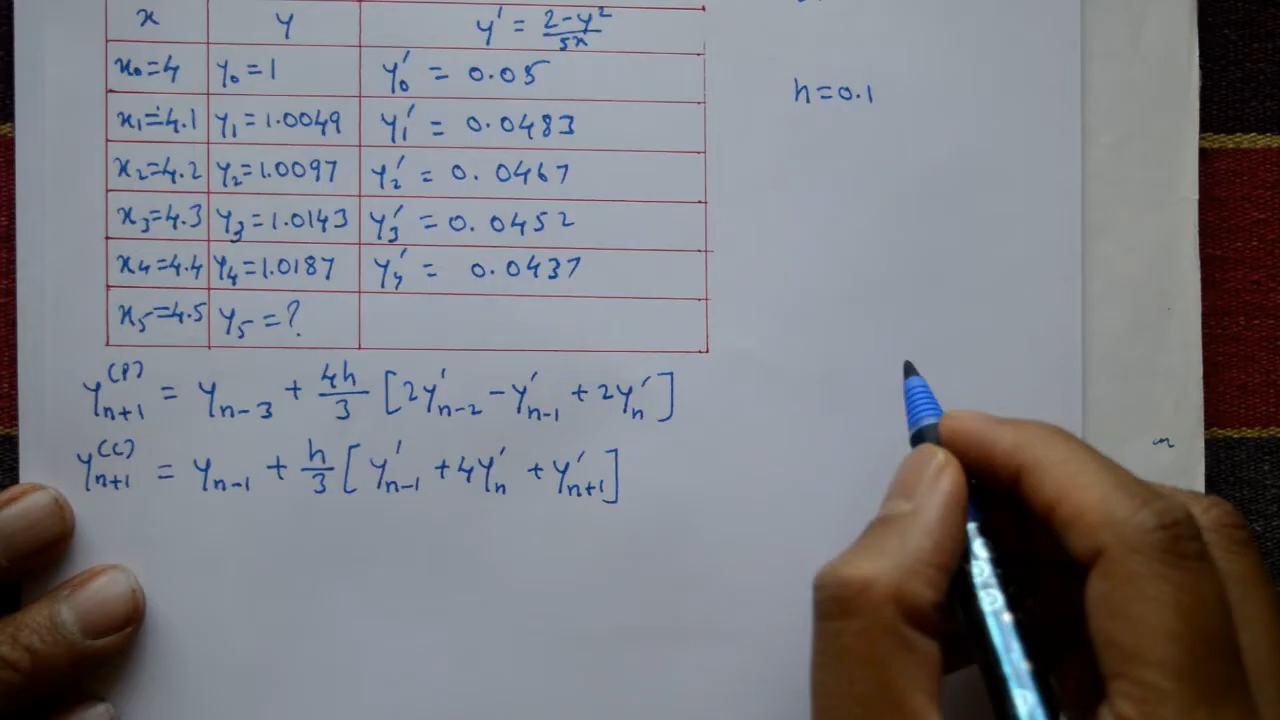 x y y' = 2-y²/5x
x₀=4 y₀=1 y₀' = 0.05
h=0.1
x₁=4.1 y₁=1.0049 y₁' = 0.0483
x₂=4.2 y₂=1.0097 y₂' = 0.0467
x₃=4.3 y₃=1.0143 y₃' = 0.0452
x₄=4.4 y₄=1.0187 y₄' = 0.0437
x₅=4.5 y₅=?
yₙ₊₁⁽ᴾ⁾ = yₙ₋₃ + 4h/3 [2y'ₙ₋₂ - y'ₙ₋₁ + 2y'ₙ]
yₙ₊₁⁽ᶜ⁾ = yₙ₋₁ + h/3 [y'ₙ₋₁ + 4y'ₙ + y'ₙ₊₁]